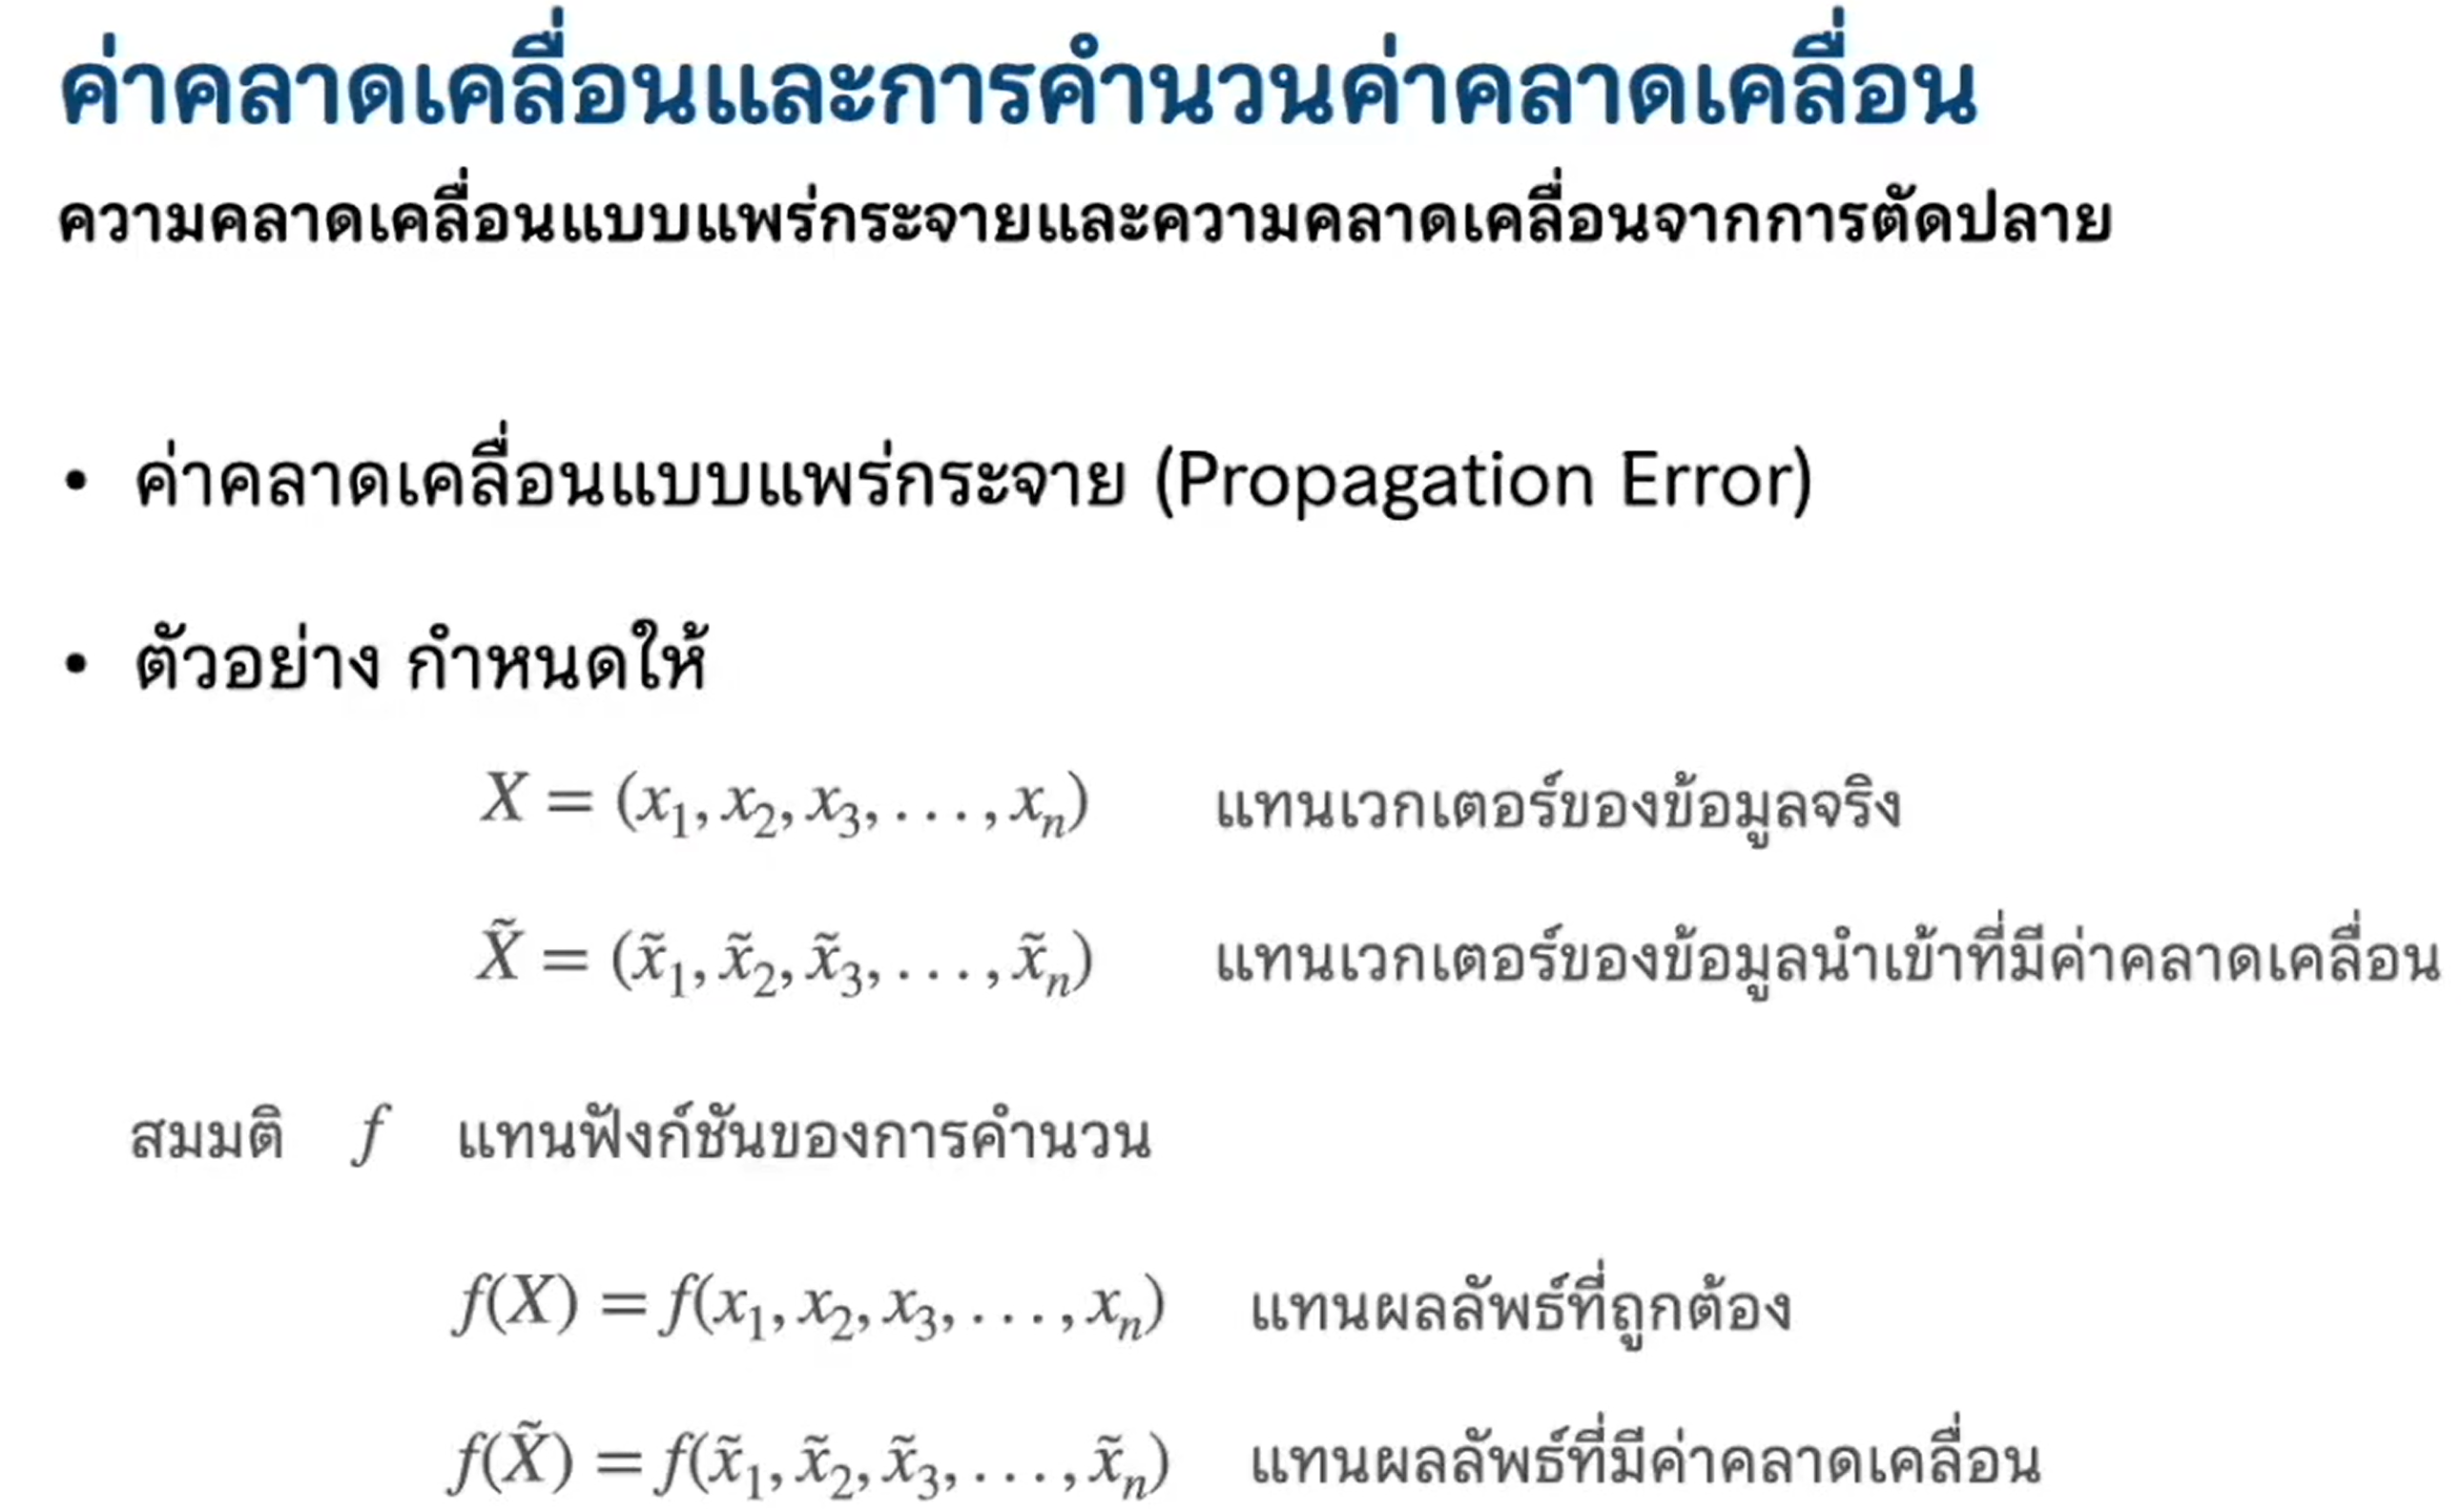 ค่าคลาดเคลื่อนและการคำนวนค่าคลาดเคลื่อน
ความคลาดเคลื่อนแบบแพร่กระจายและความคลาดเคลื่อนจากการตัดปลาย
• ค่าคลาดเคลื่อนแบบแพร่กระจาย (Propagation Error)
• ตัวอย่าง กำหนดให้
X = (x₁, x₂, x₃, . . . , xₙ) แทนเวกเตอร์ของข้อมูลจริง
X̃ = (x̃₁, x̃₂, x̃₃, . . . , x̃ₙ) แทนเวกเตอร์ของข้อมูลนำเข้าที่มีค่าคลาดเคลื่อน
สมมติ f แทนฟังก์ชันของการคำนวน
f(X) = f(x₁, x₂, x₃, . . . , xₙ) แทนผลลัพธ์ที่ถูกต้อง
f(X̃) = f(x̃₁, x̃₂, x̃₃, . . . , x̃ₙ) แทนผลลัพธ์ที่มีค่าคลาดเคลื่อน